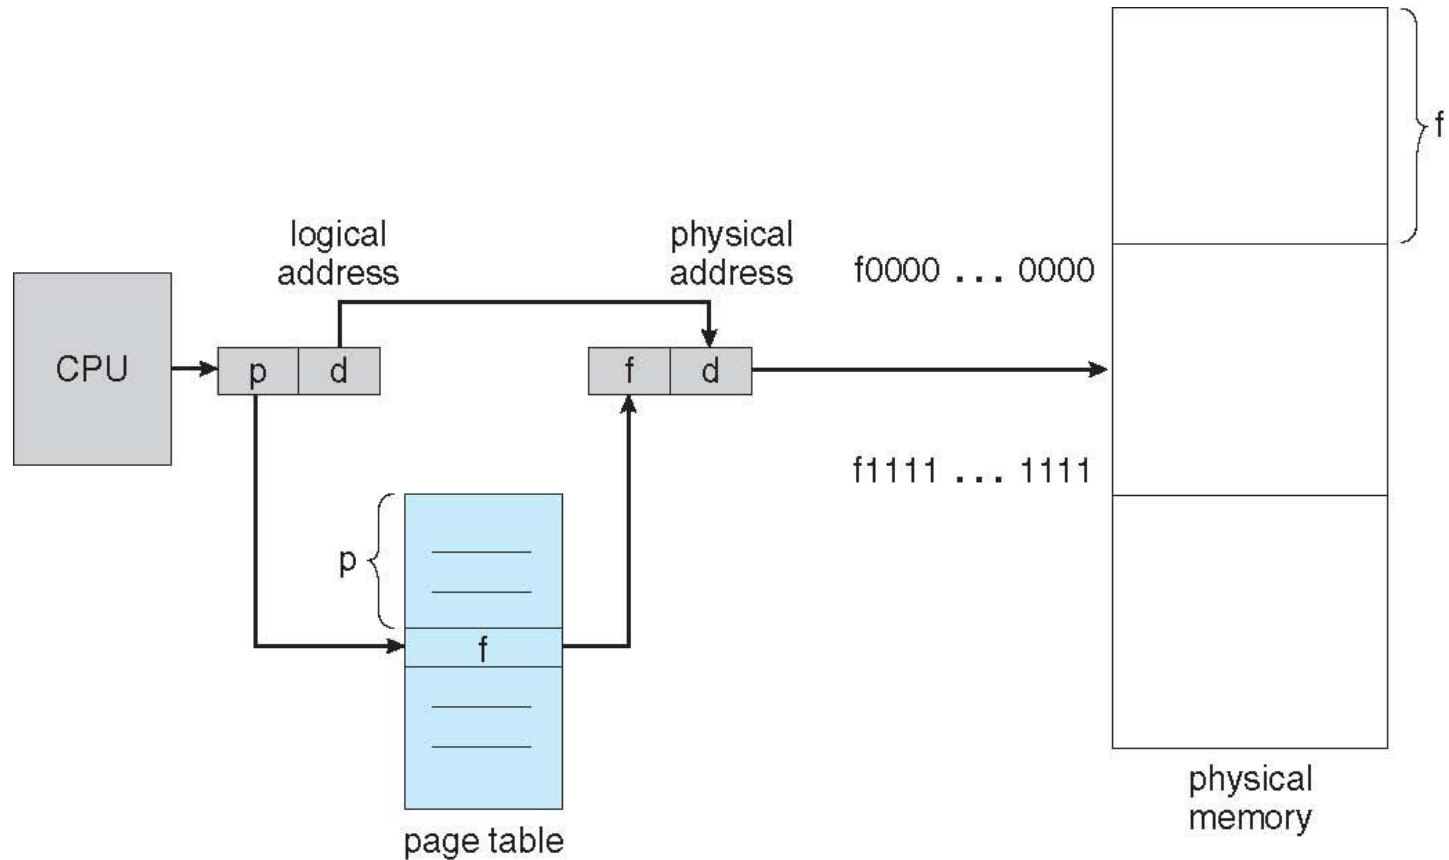 f
logical
address
physical
address
f0000 ... 0000
CPU
p d
f d
f1111 ... 1111
p
f
physical
memory
page table